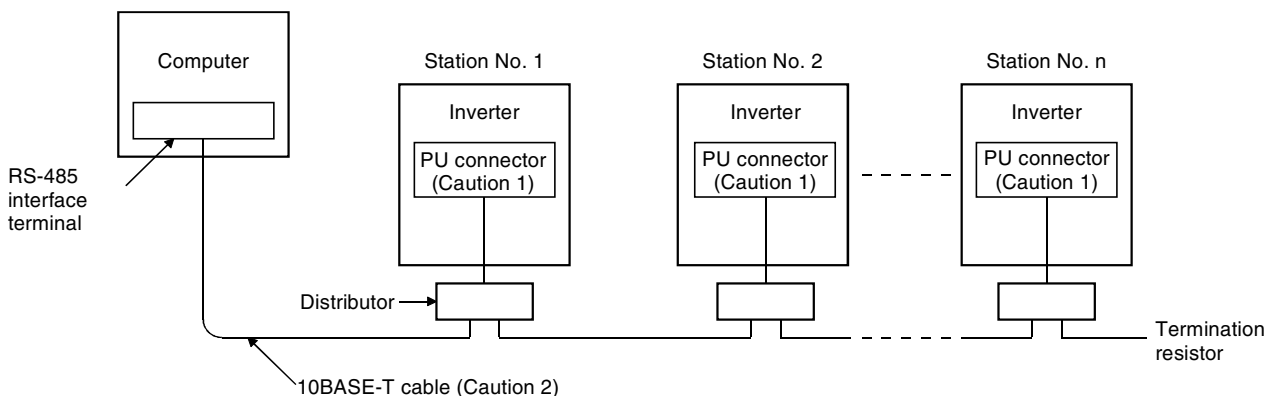 Computer
Station No. 1
Station No. 2
Station No. n
Inverter
Inverter
Inverter
PU connector
(Caution 1)
PU connector
(Caution 1)
PU connector
(Caution 1)
RS-485
interface
terminal
Distributor
Termination
resistor
10BASE-T cable (Caution 2)